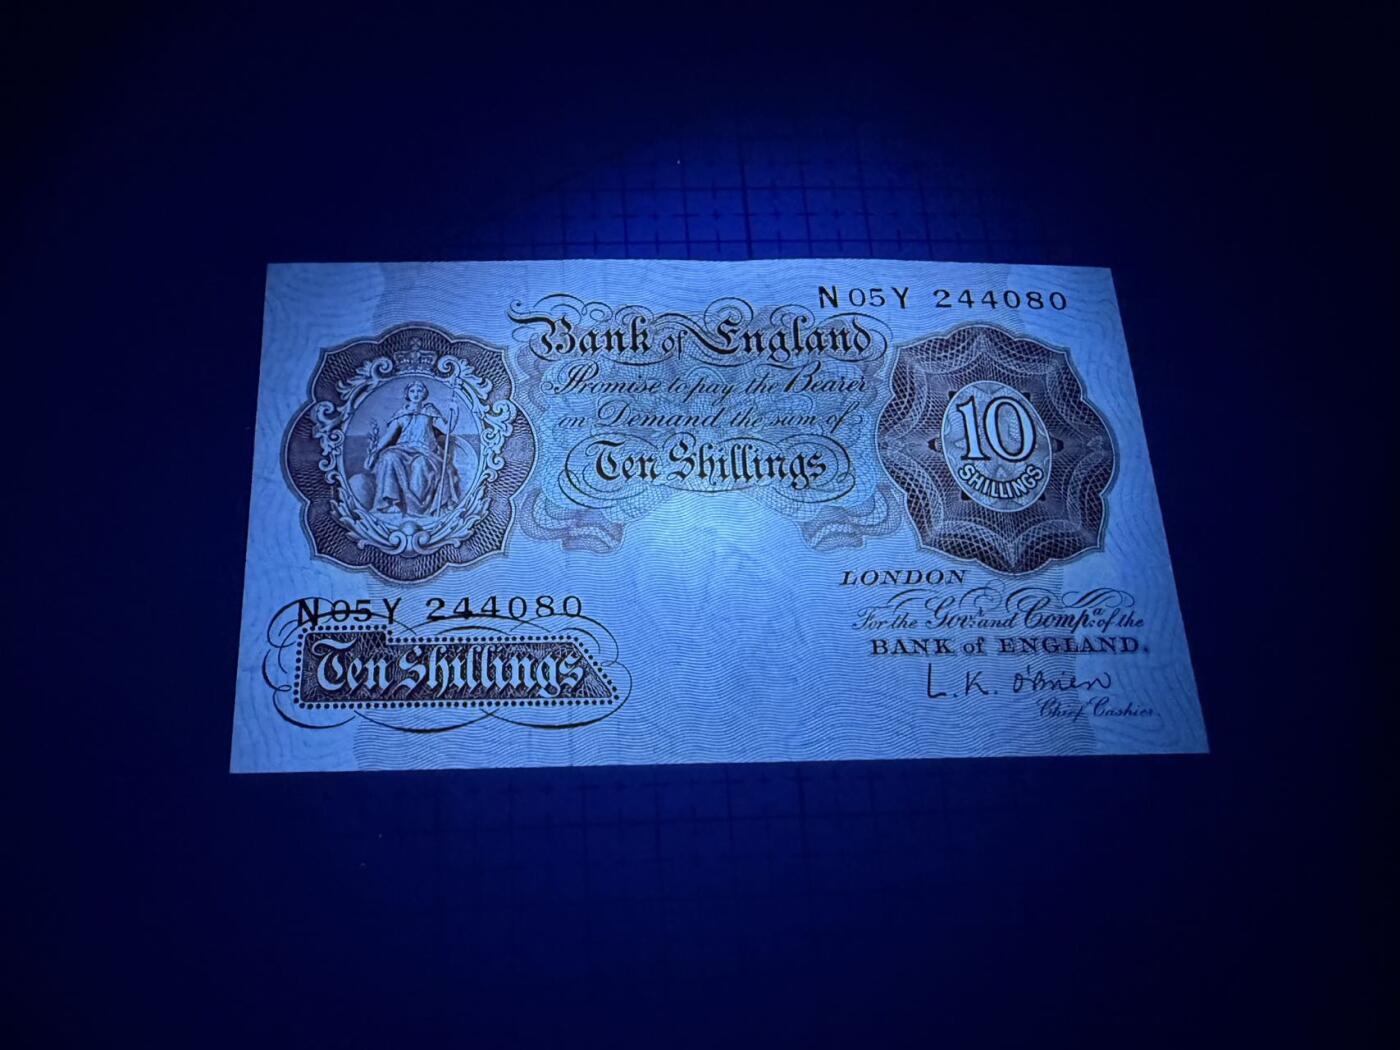 N05Y 244080
Bank of England
Promise to pay the Bearer
on Demand the sum of
Ten Shillings
10
SHILLINGS
LONDON
For the Govr. and Compa. of the
BANK of ENGLAND.
L.K. O'Brien
Chief Cashier.
N05Y 244080
Ten Shillings